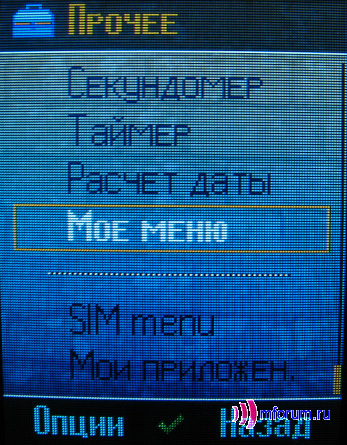 Прочее
Секундомер
Таймер
Расчет даты
Мое меню
SIM menu
Мои приложен.
Опции Назад
mforum.ru